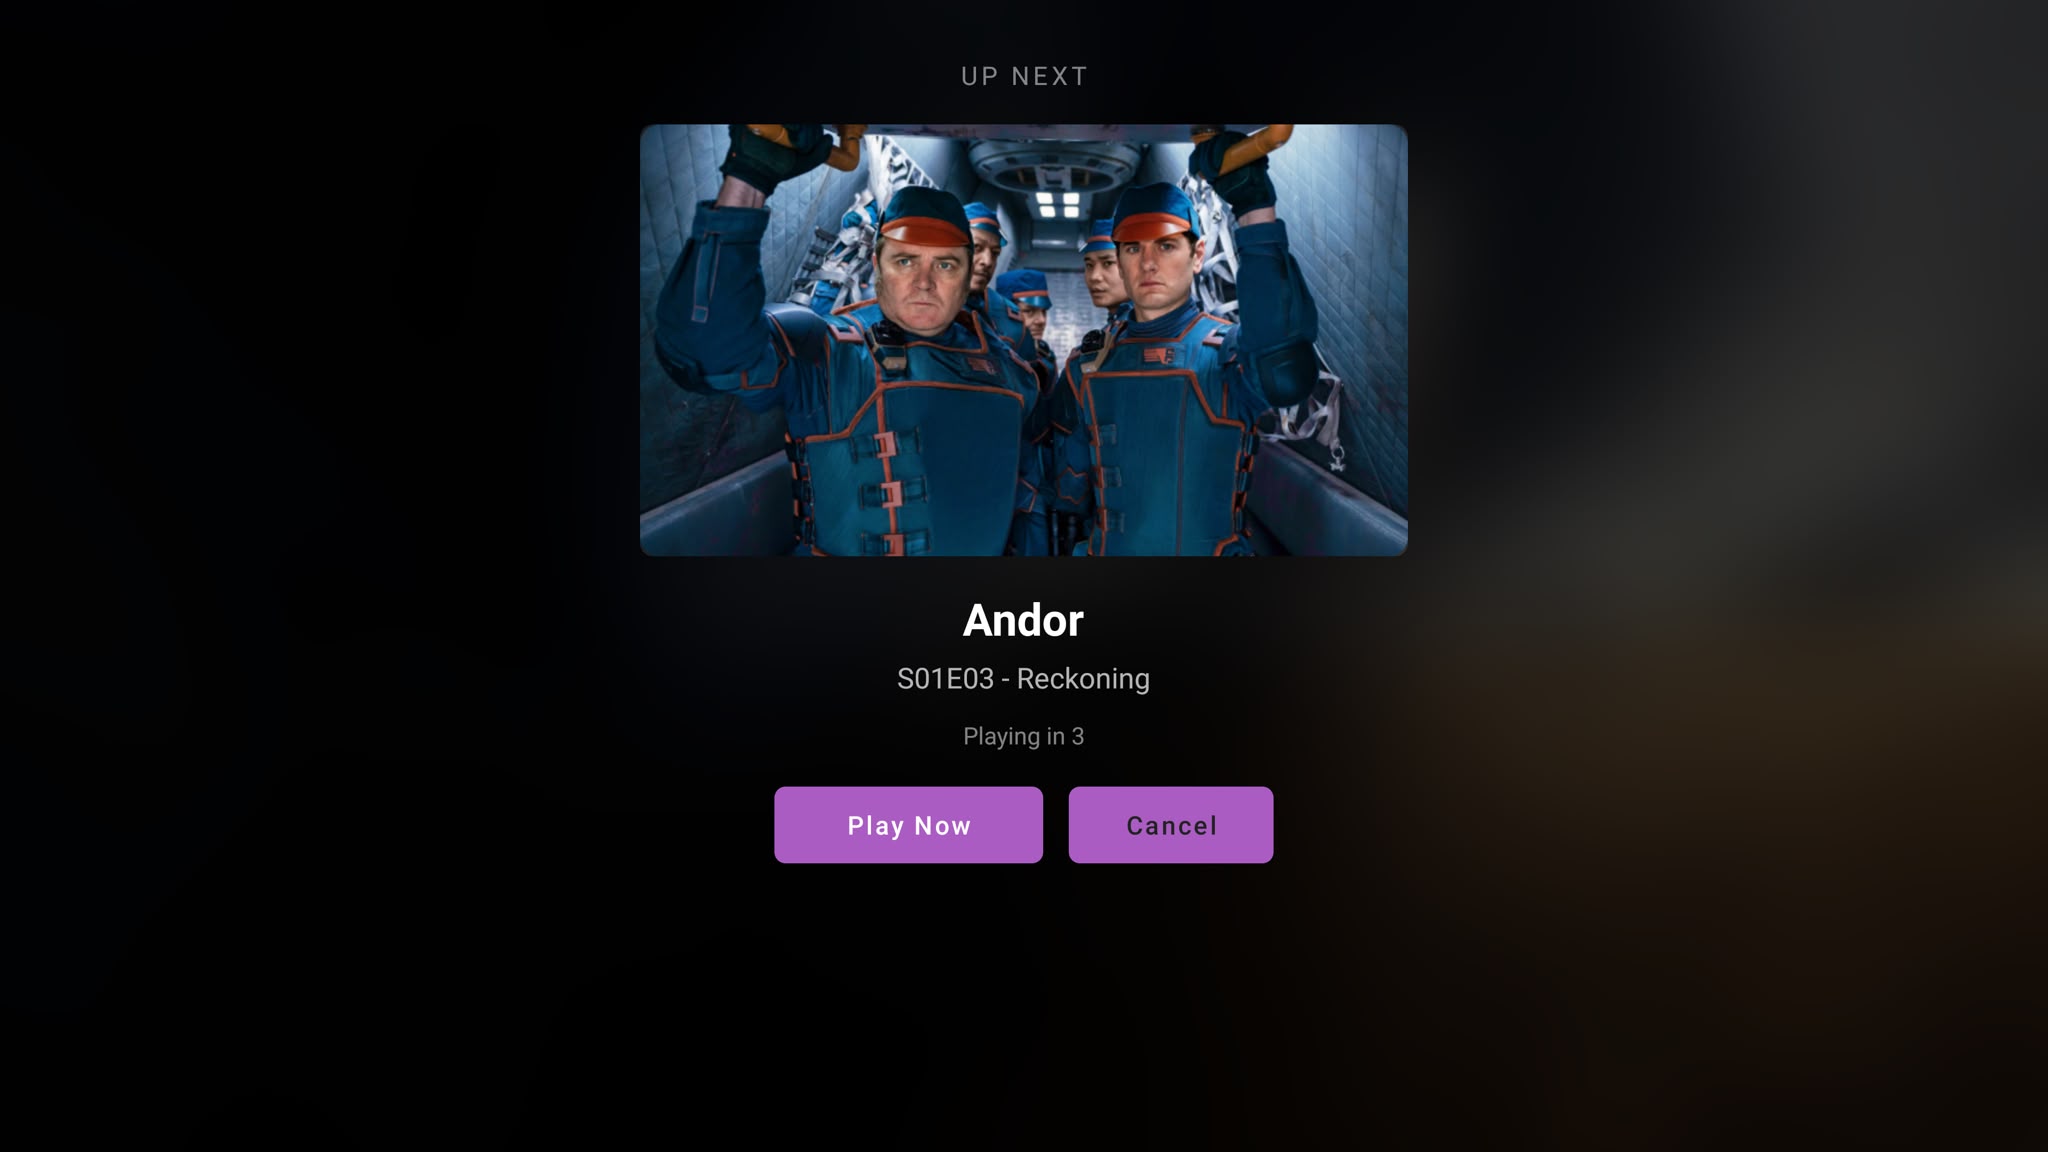 UP NEXT
Andor
S01E03 - Reckoning
Playing in 3
Play Now
Cancel